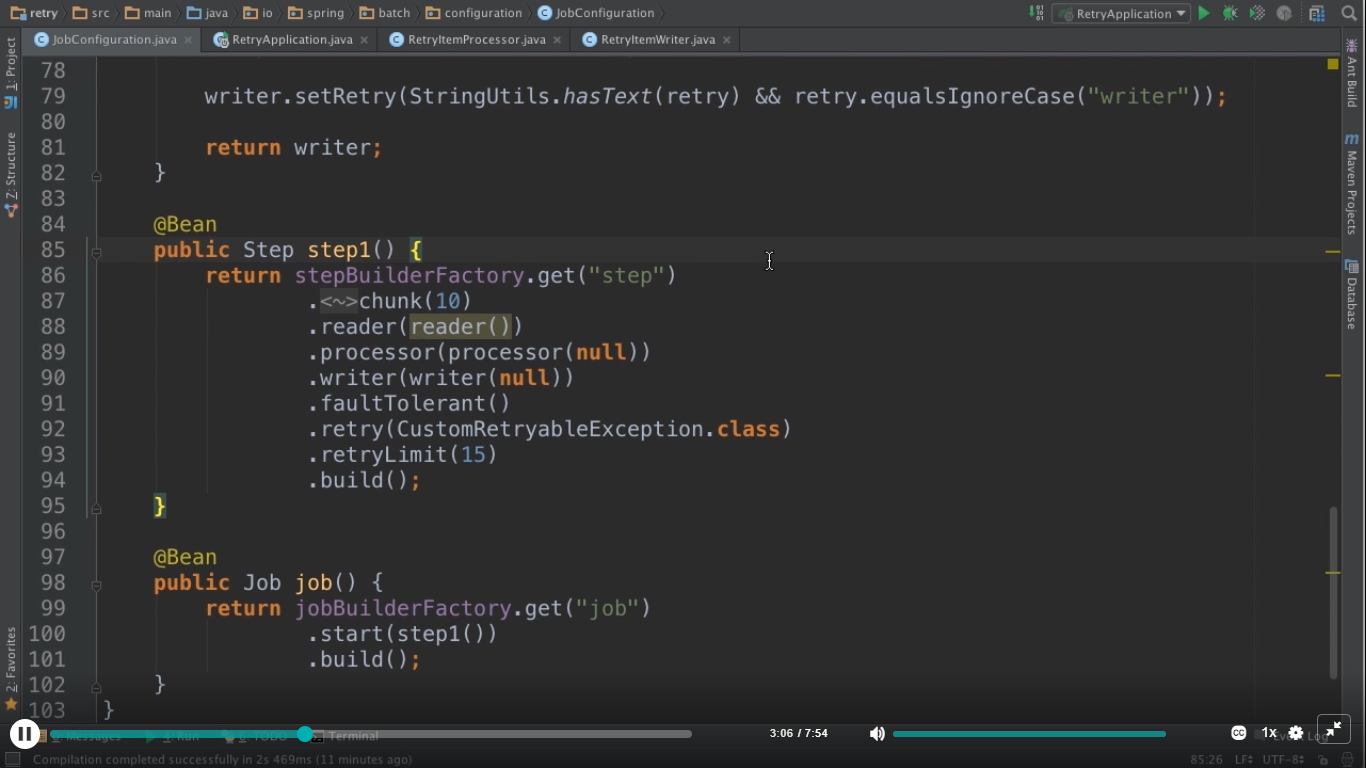 retry src main java io spring batch configuration JobConfiguration RetryApplication
JobConfiguration.java RetryApplication.java RetryItemProcessor.java RetryItemWriter.java
1: Project
Z: Structure
2: Favorites
78
79 writer.setRetry(StringUtils.hasText(retry) && retry.equalsIgnoreCase("writer"));
80
81 return writer;
82 }
83
84 @Bean
85 public Step step1() {
86 return stepBuilderFactory.get("step")
87 .<~>chunk(10)
88 .reader(reader())
89 .processor(processor(null))
90 .writer(writer(null))
91 .faultTolerant()
92 .retry(CustomRetryableException.class)
93 .retryLimit(15)
94 .build();
95 }
96
97 @Bean
98 public Job job() {
99 return jobBuilderFactory.get("job")
100 .start(step1())
101 .build();
102 }
103 }
Ant Build
Maven Projects
Database
Messages Run TODO Terminal Log
3:06 / 7:54 CC 1x
Compilation completed successfully in 2s 469ms (11 minutes ago) 85:26 LF UTF-8